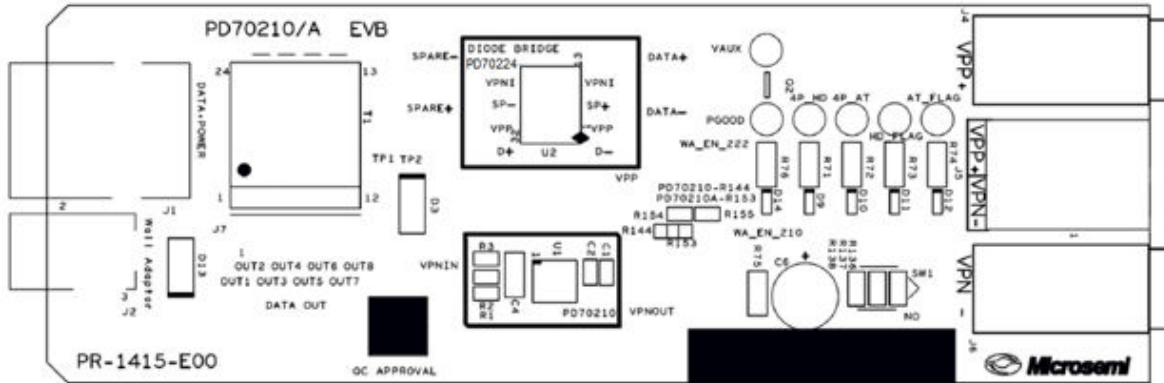 PD70210/A EVB
J4
VPP+
DIODE BRIDGE
PD70224
SPARE-
DATA+
VAUX
24
13
VPNI
VPNI
Q2
DATA+POWER
T1
SPARE+
SP-
SP+
DATA-
4P_HD 4P_AT
AT_FLAG
PGOOD
HD_FLAG
VPP
VPP
WA_EN_222
D+
U2
D-
TP1 TP2
R76
R71
R72
R73
R74
J5
VPP+
VPN-
VPP
1
12
D3
PD70210-R144
PD70210A-R153
D14
D9
D10
D11
D12
2
J1
R154
R155
J7
R144
R153
WA_EN_210
1
Wall Adaptor
D13
R3
U1
C2
C1
R75
C6
+
R138
R137
R136
SW1
VPN
-
OUT2 OUT4 OUT6 OUT8
VPNIN
OUT1 OUT3 OUT5 OUT7
3
J2
DATA OUT
R2
R1
C4
PD70210
VPNOUT
NO
J6
PR-1415-E00
QC APPROVAL
Microsemi